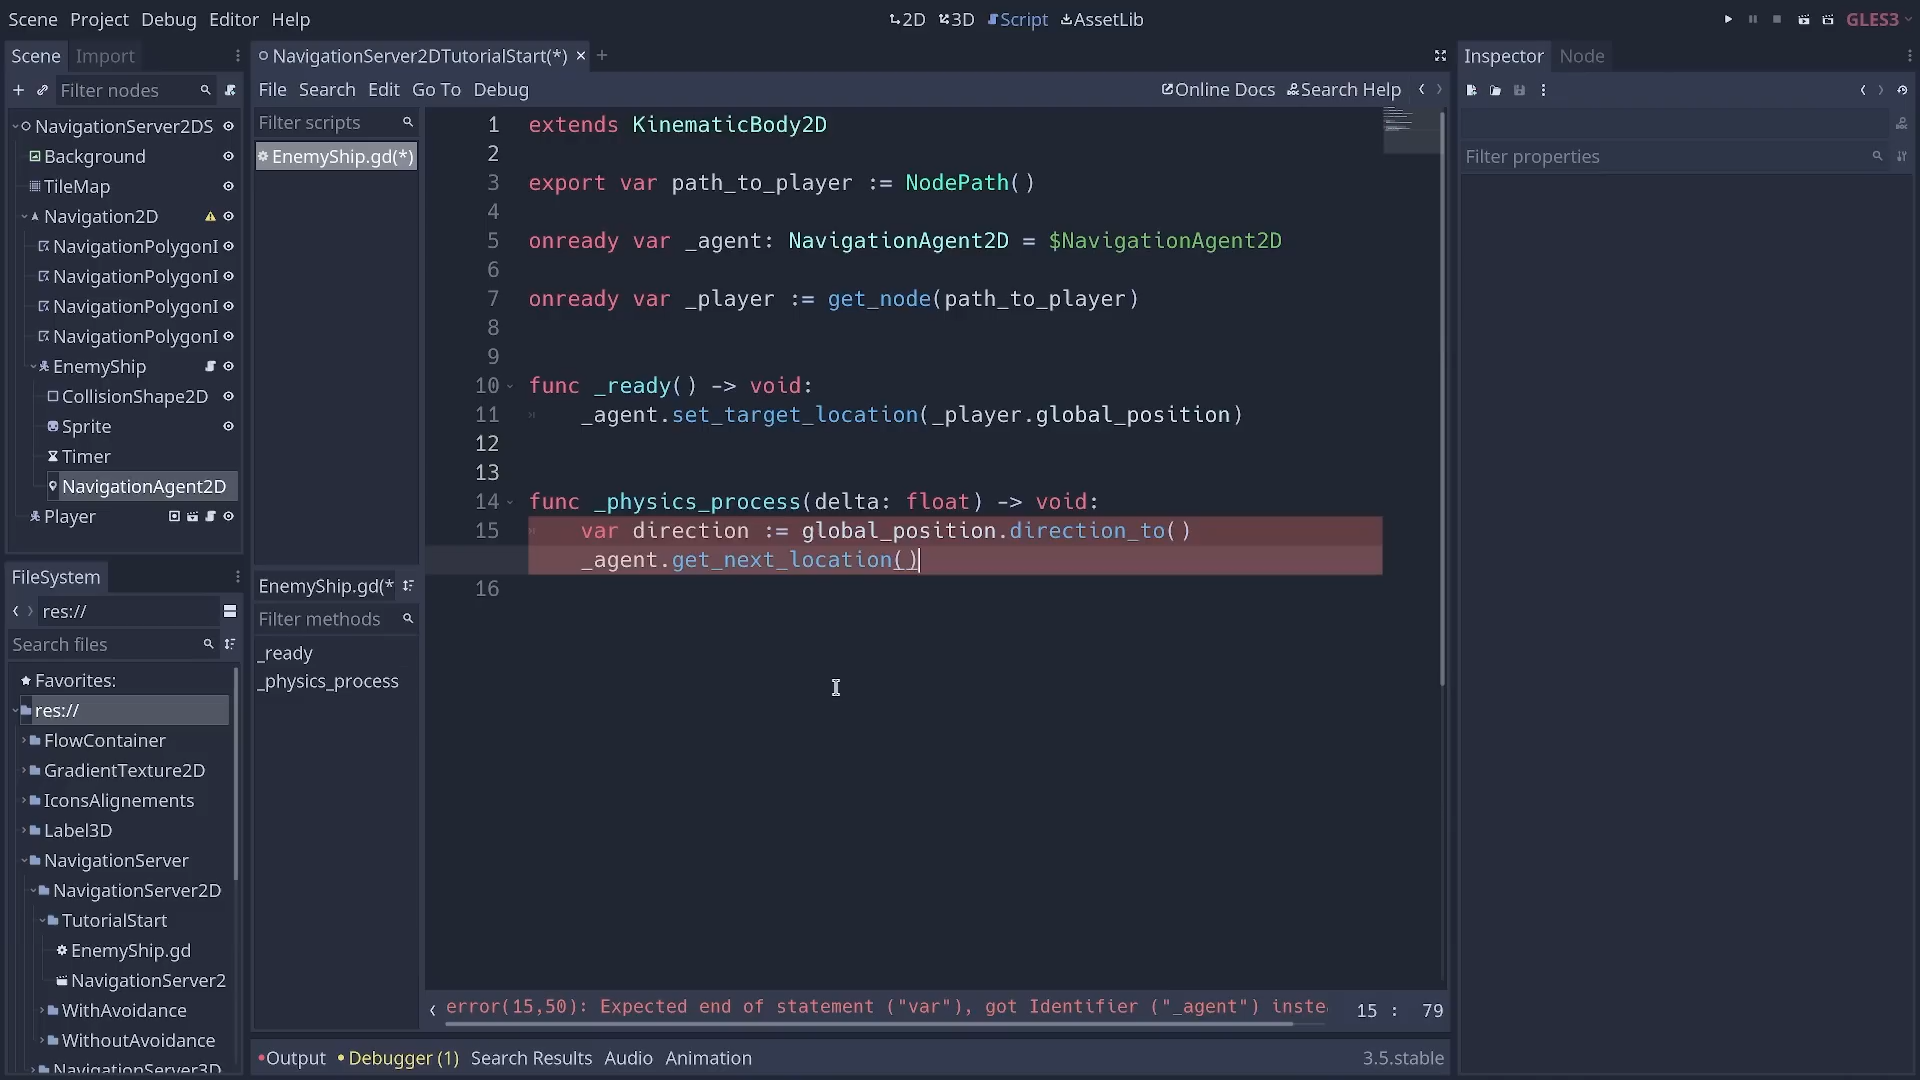 Scene Project Debug Editor Help
2D 3D Script AssetLib
GLES3
Scene Import
Filter nodes
NavigationServer2DS
Background
TileMap
Navigation2D
NavigationPolygonI
NavigationPolygonI
NavigationPolygonI
NavigationPolygonI
EnemyShip
CollisionShape2D
Sprite
Timer
NavigationAgent2D
Player
FileSystem
res://
Search files
Favorites:
res://
FlowContainer
GradientTexture2D
IconsAlignements
Label3D
NavigationServer
NavigationServer2D
TutorialStart
EnemyShip.gd
NavigationServer2
WithAvoidance
WithoutAvoidance
NavigationServer3D
NavigationServer2DTutorialStart(*)
File Search Edit Go To Debug
Online Docs Search Help
Filter scripts
EnemyShip.gd(*)
EnemyShip.gd(*
Filter methods
_ready
_physics_process
1 extends KinematicBody2D
2
3 export var path_to_player := NodePath()
4
5 onready var _agent: NavigationAgent2D = $NavigationAgent2D
6
7 onready var _player := get_node(path_to_player)
8
9
10 func _ready() -> void:
11 _agent.set_target_location(_player.global_position)
12
13
14 func _physics_process(delta: float) -> void:
15 var direction := global_position.direction_to()
_agent.get_next_location()
16
error(15,50): Expected end of statement ("var"), got Identifier ("_agent") inste
15 : 79
Output Debugger (1) Search Results Audio Animation
3.5.stable
Inspector Node
Filter properties